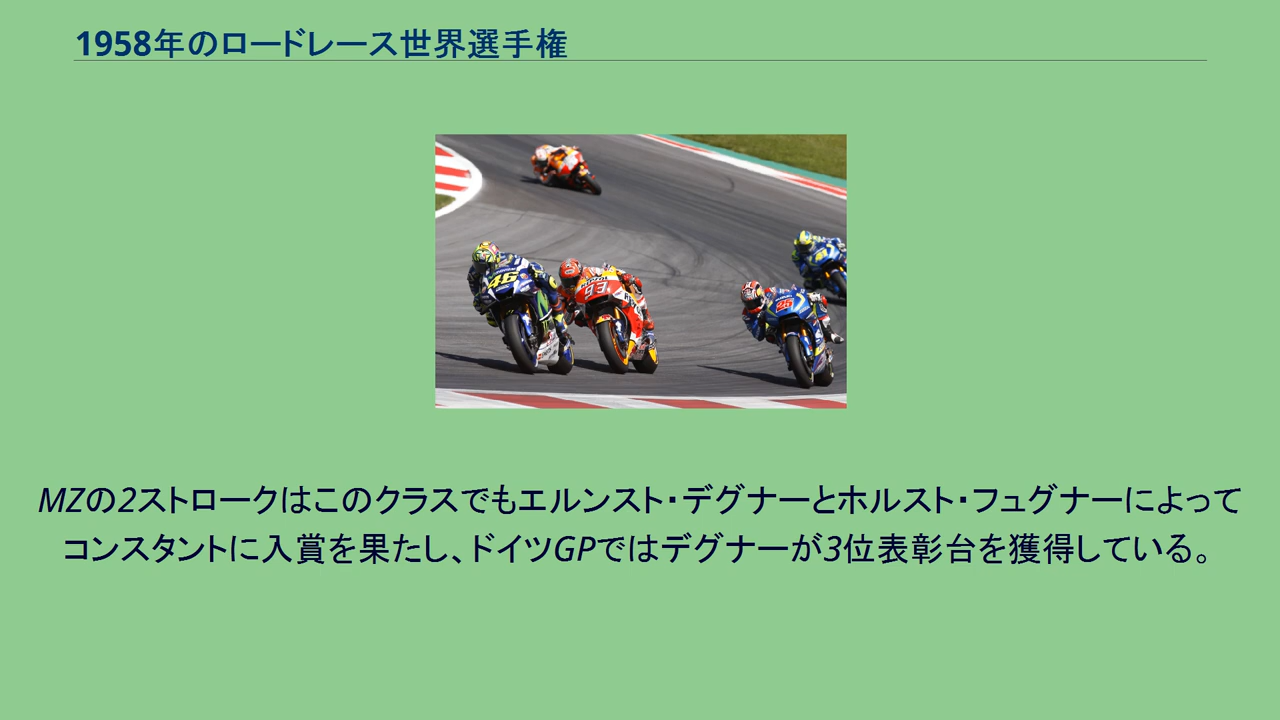 1958年のロードレース世界選手権
46
93
25
MZの2ストロークはこのクラスでもエルンスト・デグナーとホルスト・フュグナーによって
コンスタントに入賞を果たし、ドイツGPではデグナーが3位表彰台を獲得している。